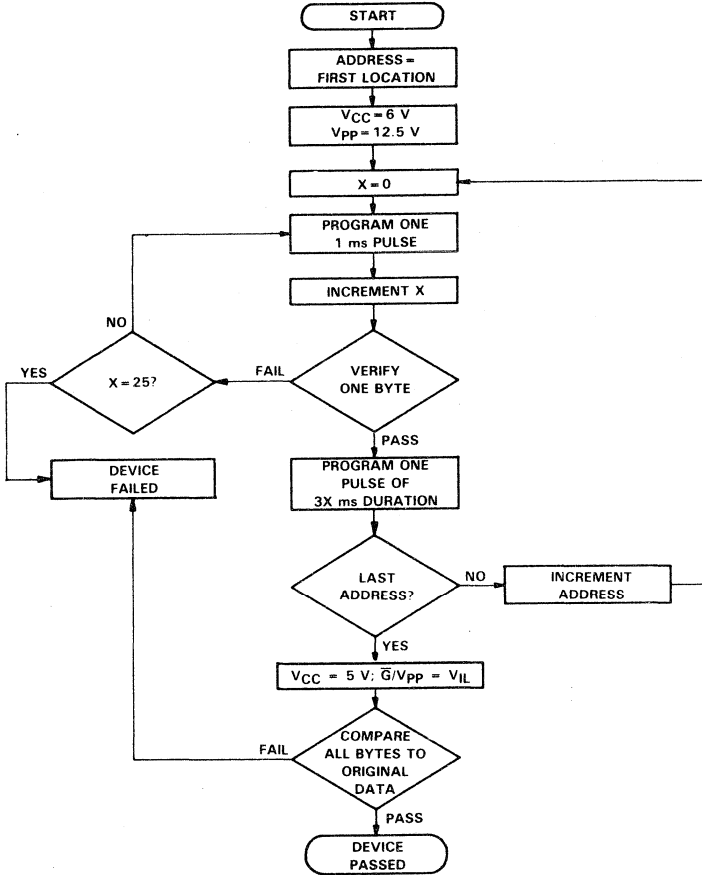 START
ADDRESS =
FIRST LOCATION
VCC = 6 V
VPP = 12.5 V
X = 0
PROGRAM ONE
1 ms PULSE
INCREMENT X
NO
YES
X = 25?
FAIL
VERIFY
ONE BYTE
PASS
DEVICE
FAILED
PROGRAM ONE
PULSE OF
3X ms DURATION
LAST
ADDRESS?
NO
INCREMENT
ADDRESS
YES
VCC = 5 V; G̅/VPP = VIL
FAIL
COMPARE
ALL BYTES TO
ORIGINAL
DATA
PASS
DEVICE
PASSED